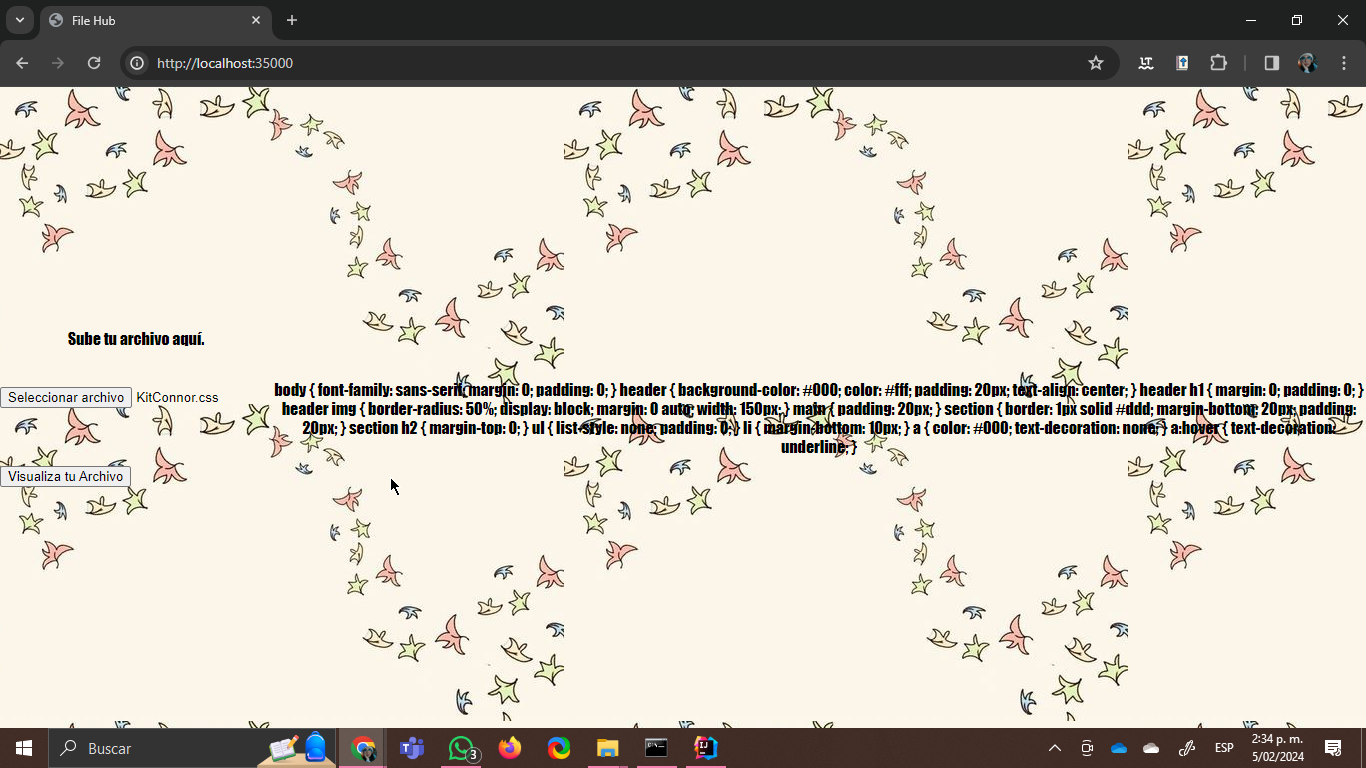 File Hub
http://localhost:35000
Sube tu archivo aquí.
Seleccionar archivo KitConnor.css
body { font-family: sans-serif; margin: 0; padding: 0; } header { background-color: #000; color: #fff; padding: 20px; text-align: center; } header h1 { margin: 0; padding: 0; }
header img { border-radius: 50%; display: block; margin: 0 auto; width: 150px; } main { padding: 20px; } section { border: 1px solid #ddd; margin-bottom: 20px; padding:
20px; } section h2 { margin-top: 0; } ul { list-style: none; padding: 0; } li { margin-bottom: 10px; } a { color: #000; text-decoration: none; } a:hover { text-decoration:
underline; }
Visualiza tu Archivo
Buscar
3
ESP
2:34 p. m.
5/02/2024